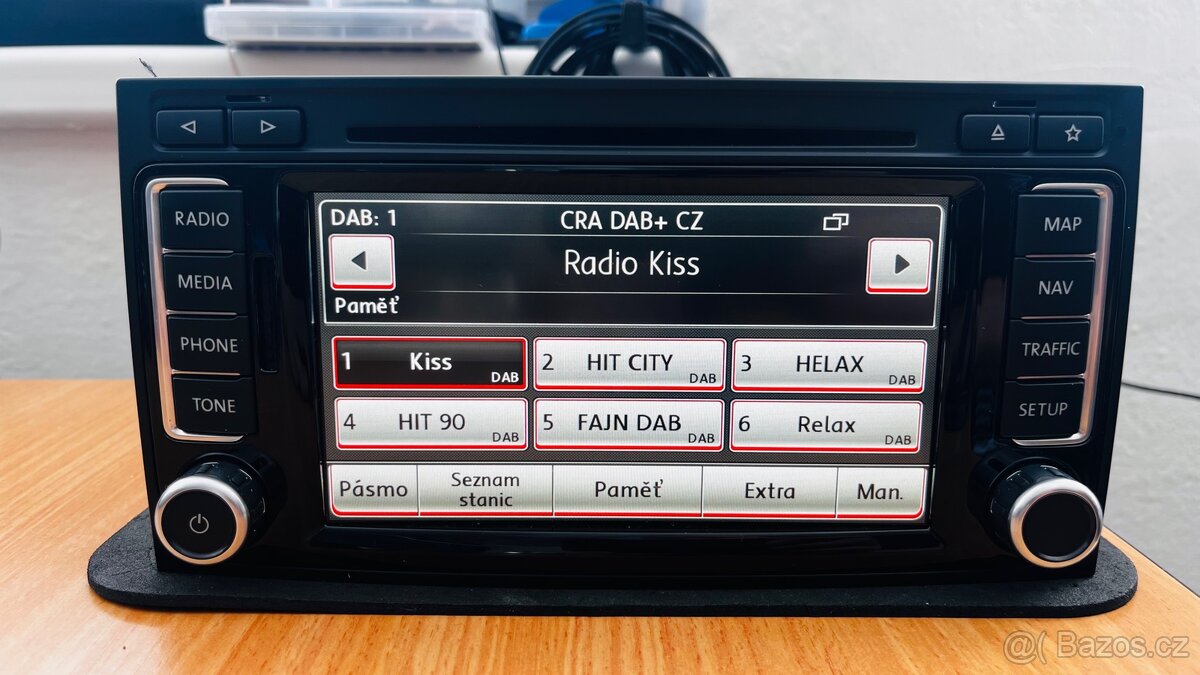 RADIO
MEDIA
PHONE
TONE
DAB: 1
CRA DAB+ CZ
Radio Kiss
Paměť
1 Kiss DAB
2 HIT CITY DAB
3 HELAX DAB
4 HIT 90 DAB
5 FAJN DAB DAB
6 Relax DAB
Pásmo
Seznam
stanic
Paměť
Extra
Man.
MAP
NAV
TRAFFIC
SETUP
@( Bazos.cz